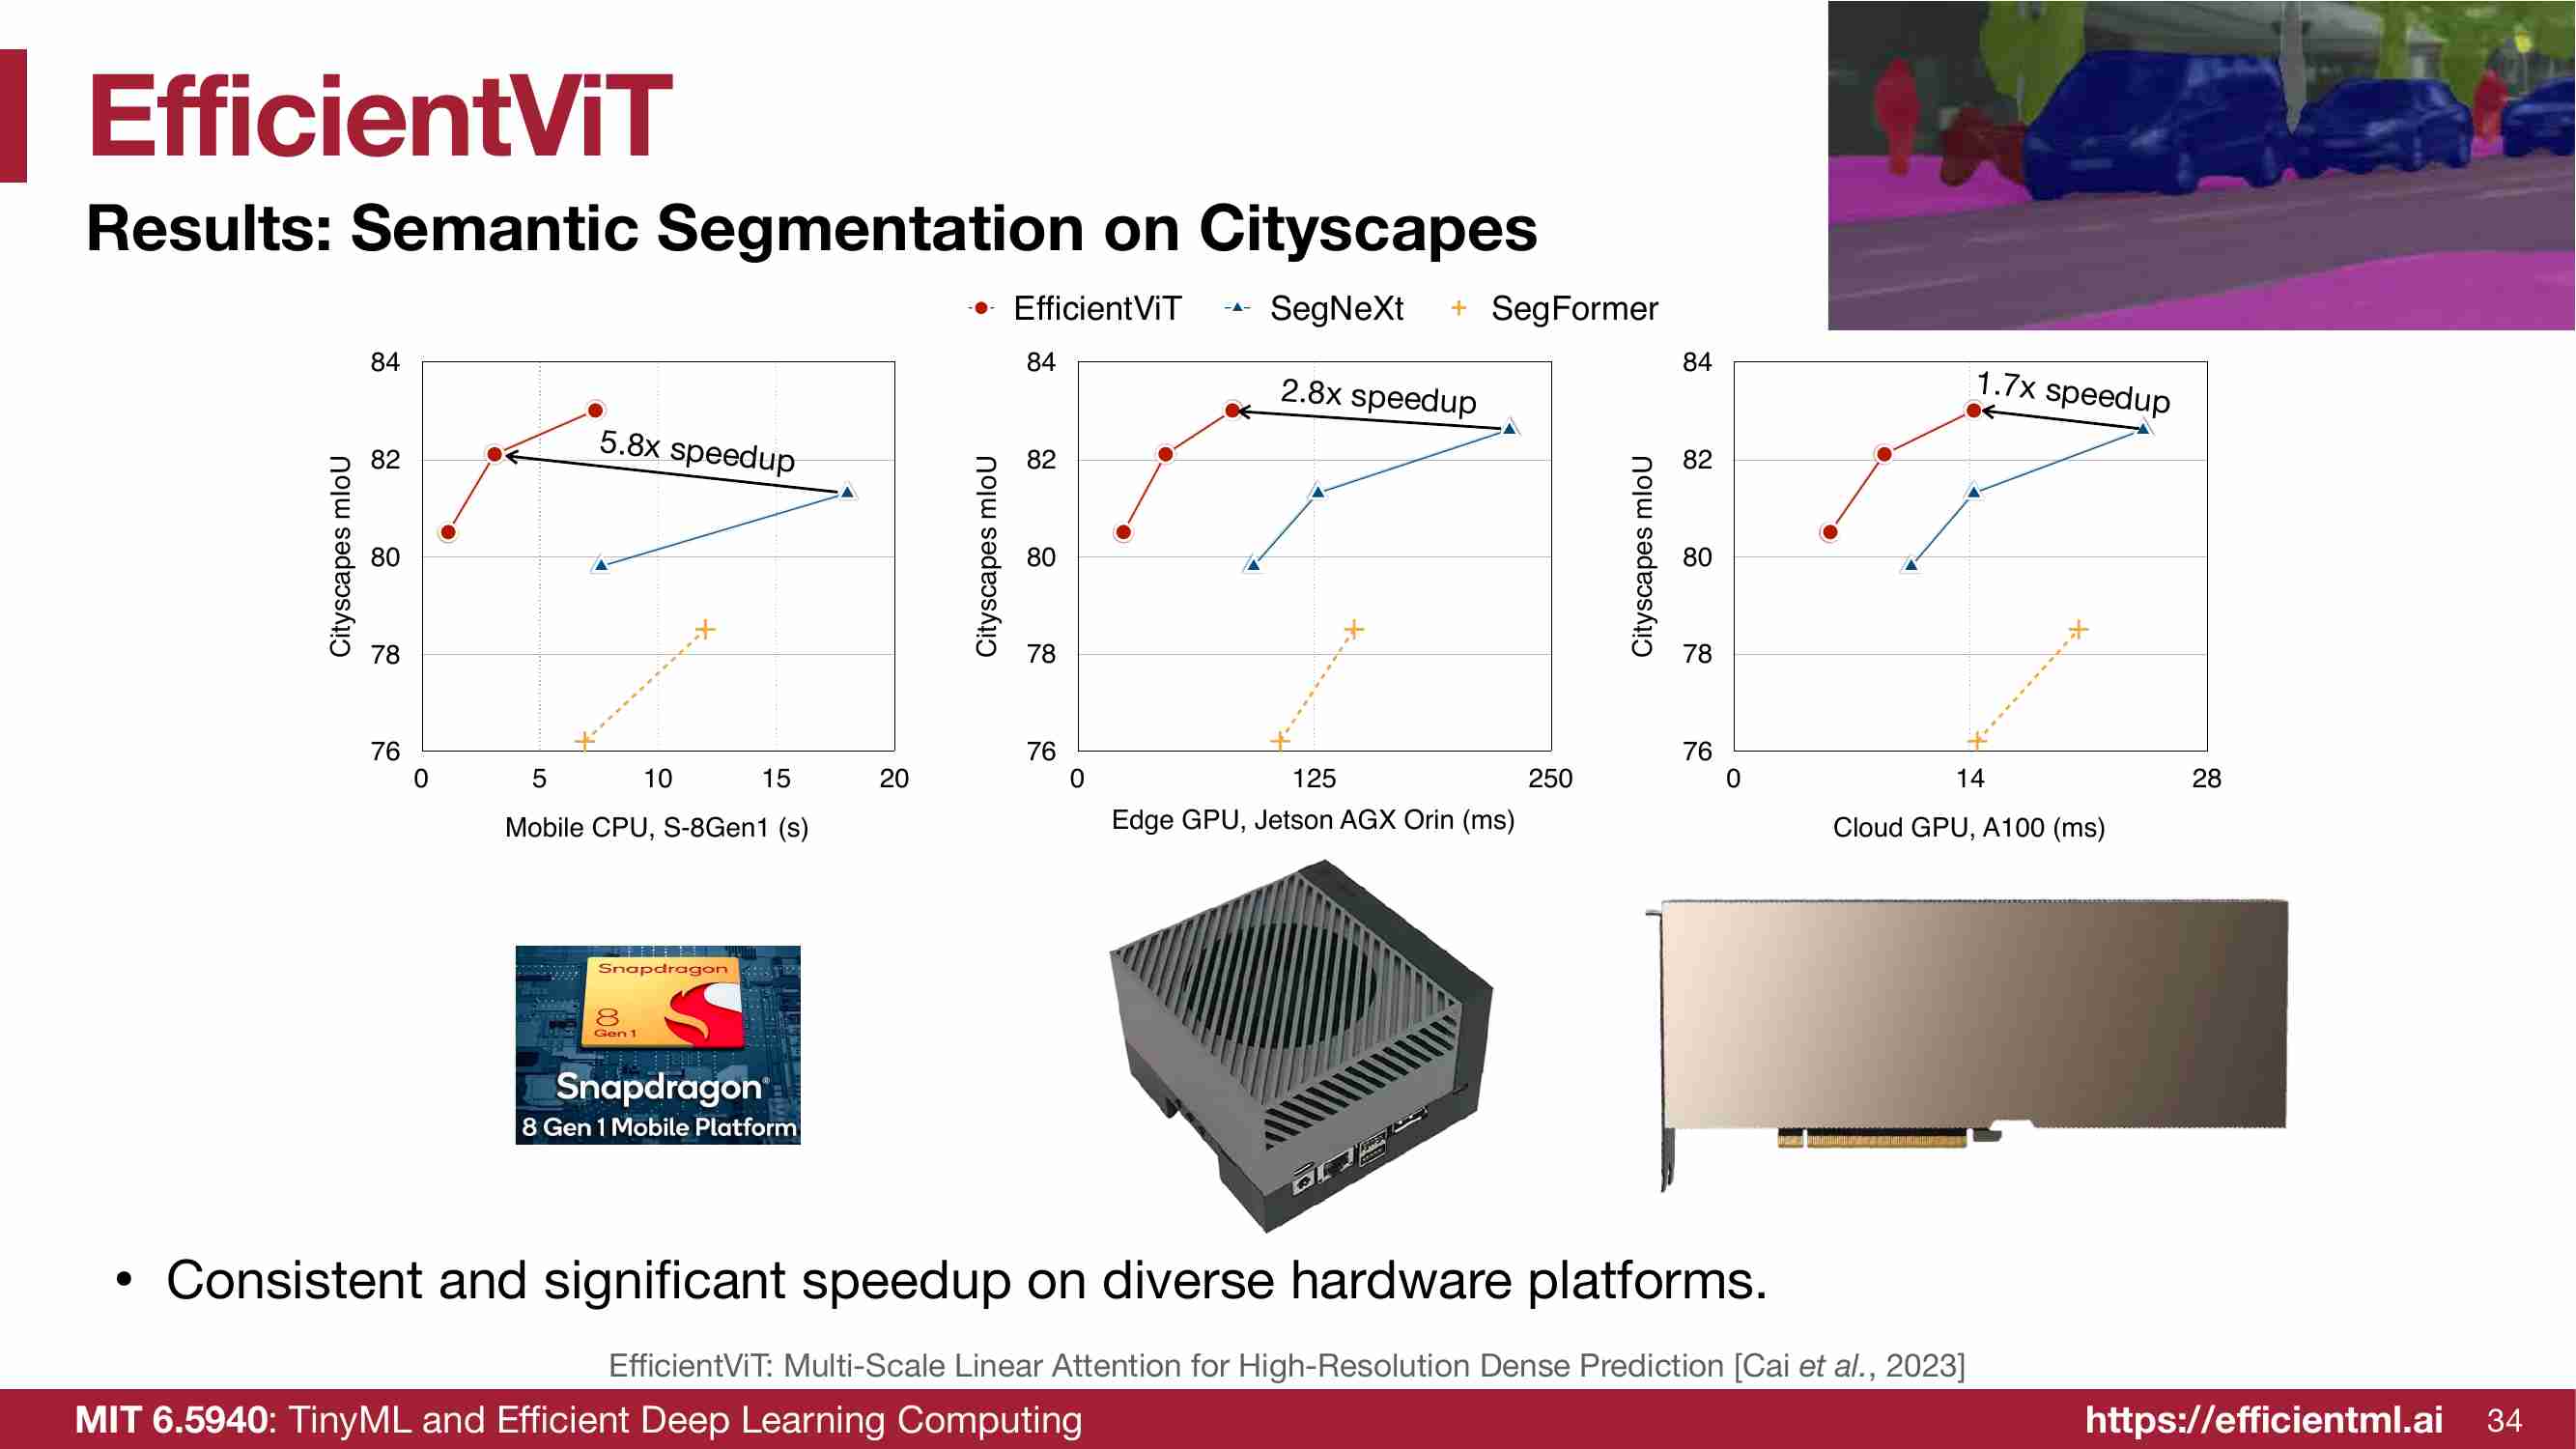 EfficientViT
Results: Semantic Segmentation on Cityscapes
EfficientViT SegNeXt SegFormer
84
82
80
78
76
Cityscapes mIoU
5.8x speedup
0 5 10 15 20
Mobile CPU, S-8Gen1 (s)
84
82
80
78
76
Cityscapes mIoU
2.8x speedup
0 125 250
Edge GPU, Jetson AGX Orin (ms)
84
82
80
78
76
Cityscapes mIoU
1.7x speedup
0 14 28
Cloud GPU, A100 (ms)
Snapdragon
8
Gen 1
Snapdragon®
8 Gen 1 Mobile Platform
• Consistent and significant speedup on diverse hardware platforms.
EfficientViT: Multi-Scale Linear Attention for High-Resolution Dense Prediction [Cai et al., 2023]
MIT 6.5940: TinyML and Efficient Deep Learning Computing
https://efficientml.ai 34